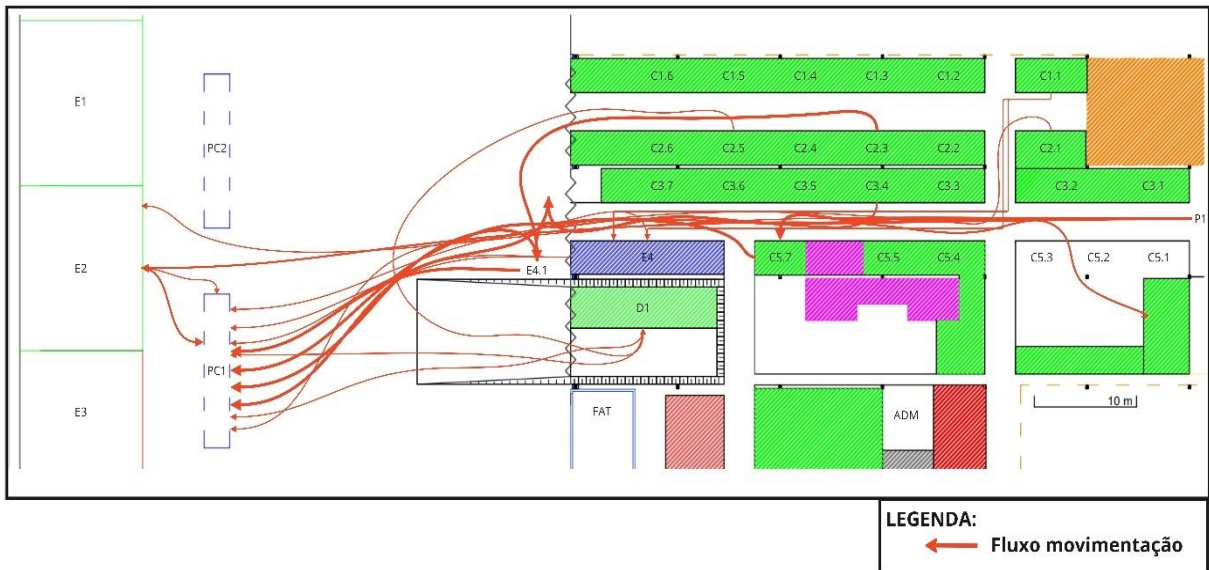 C1.6 C1.5 C1.4 C1.3 C1.2 C1.1
E1
PC2
C2.6 C2.5 C2.4 C2.3 C2.2 C2.1
C3.7 C3.6 C3.5 C3.4 C3.3 C3.2 C3.1
P1
E2
E4.1
E4
C5.7 C5.5 C5.4 C5.3 C5.2 C5.1
D1
PC1
E3
FAT
ADM
10 m
LEGENDA:
Fluxo movimentação